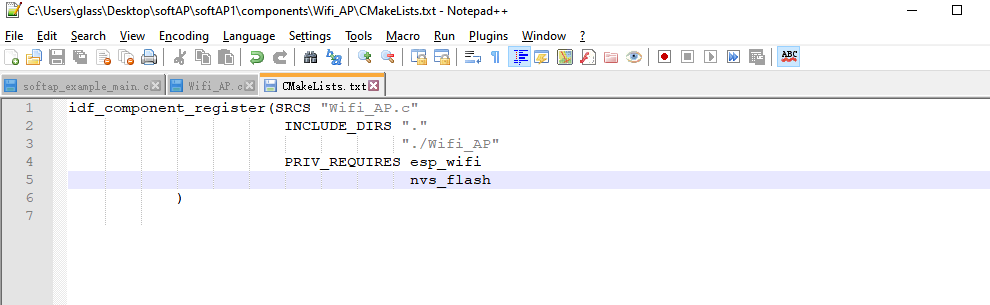 C:\Users\glass\Desktop\softAP\softAP1\components\Wifi_AP\CMakeLists.txt - Notepad++
File Edit Search View Encoding Language Settings Tools Macro Run Plugins Window ?
ABC
softap_example_main.c Wifi_AP.c CMakeLists.txt
1 idf_component_register(SRCS "Wifi_AP.c"
2 INCLUDE_DIRS "."
3 "./Wifi_AP"
4 PRIV_REQUIRES esp_wifi
5 nvs_flash
6 )
7